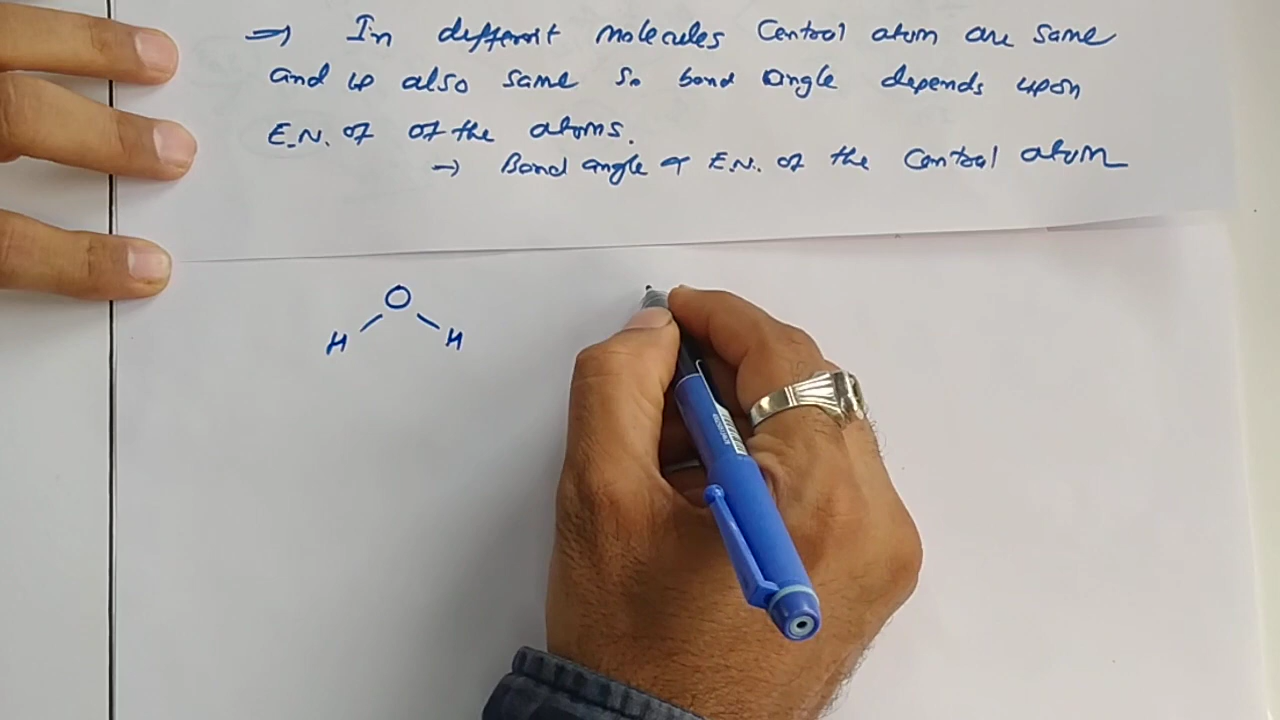 ⇒ In different molecules Central atom are same
and lp also same So bond angle depends upon
E.N. of of the atoms.
→ Bond angle ∝ E.N. of the Central atom
O
H H